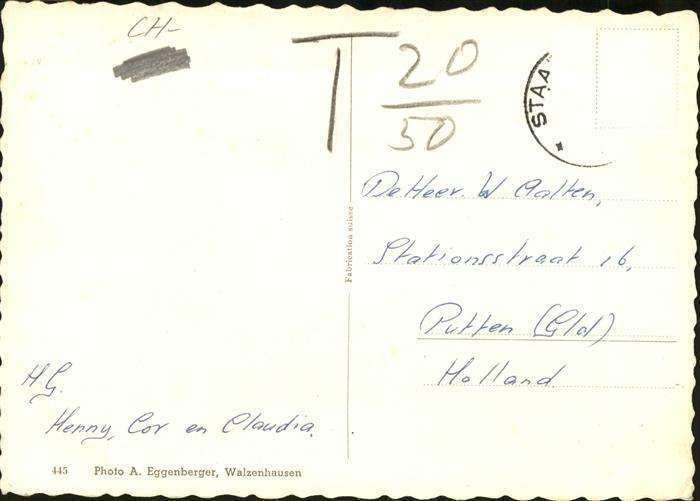 CH-
T 20
50
STAA
De Heer. W Aalten,
Stationsstraat 16,
Putten (Gld)
Holland
Fabrication suisse
H G.
Henny, Cor en Claudia.
445 Photo A. Eggenberger, Walzenhausen